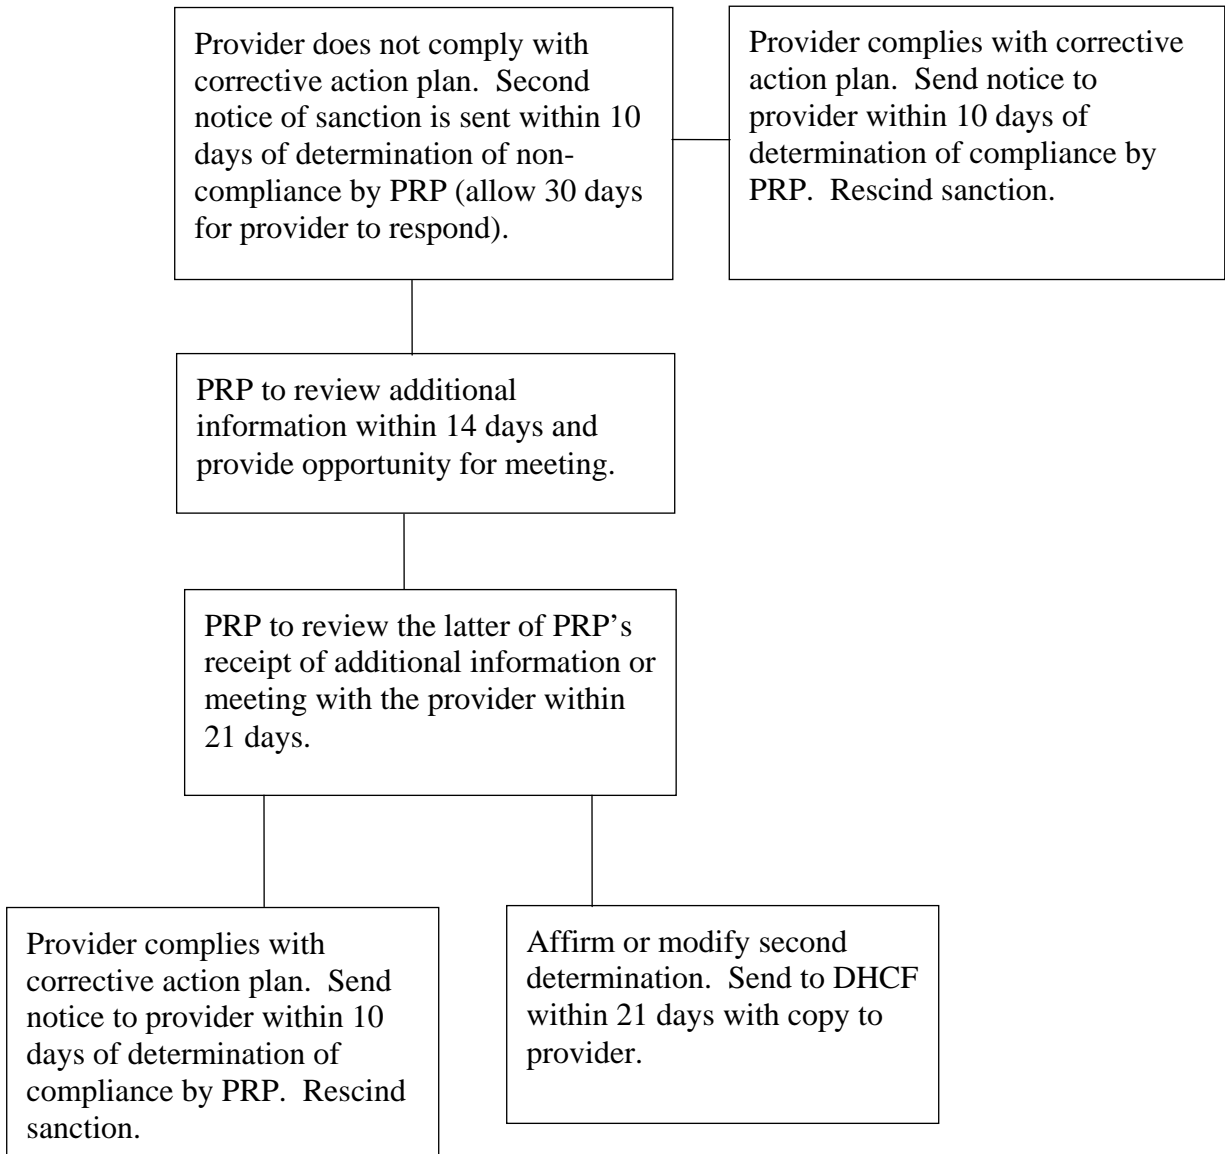 Provider does not comply with
corrective action plan.  Second
notice of sanction is sent within 10
days of determination of non-
compliance by PRP (allow 30 days
for provider to respond).
Provider complies with corrective
action plan.  Send notice to
provider within 10 days of
determination of compliance by
PRP.  Rescind sanction.
PRP to review additional
information within 14 days and
provide opportunity for meeting.
PRP to review the latter of PRP’s
receipt of additional information or
meeting with the provider within
21 days.
Provider complies with
corrective action plan.  Send
notice to provider within 10
days of determination of
compliance by PRP.  Rescind
sanction.
Affirm or modify second
determination.  Send to DHCF
within 21 days with copy to
provider.